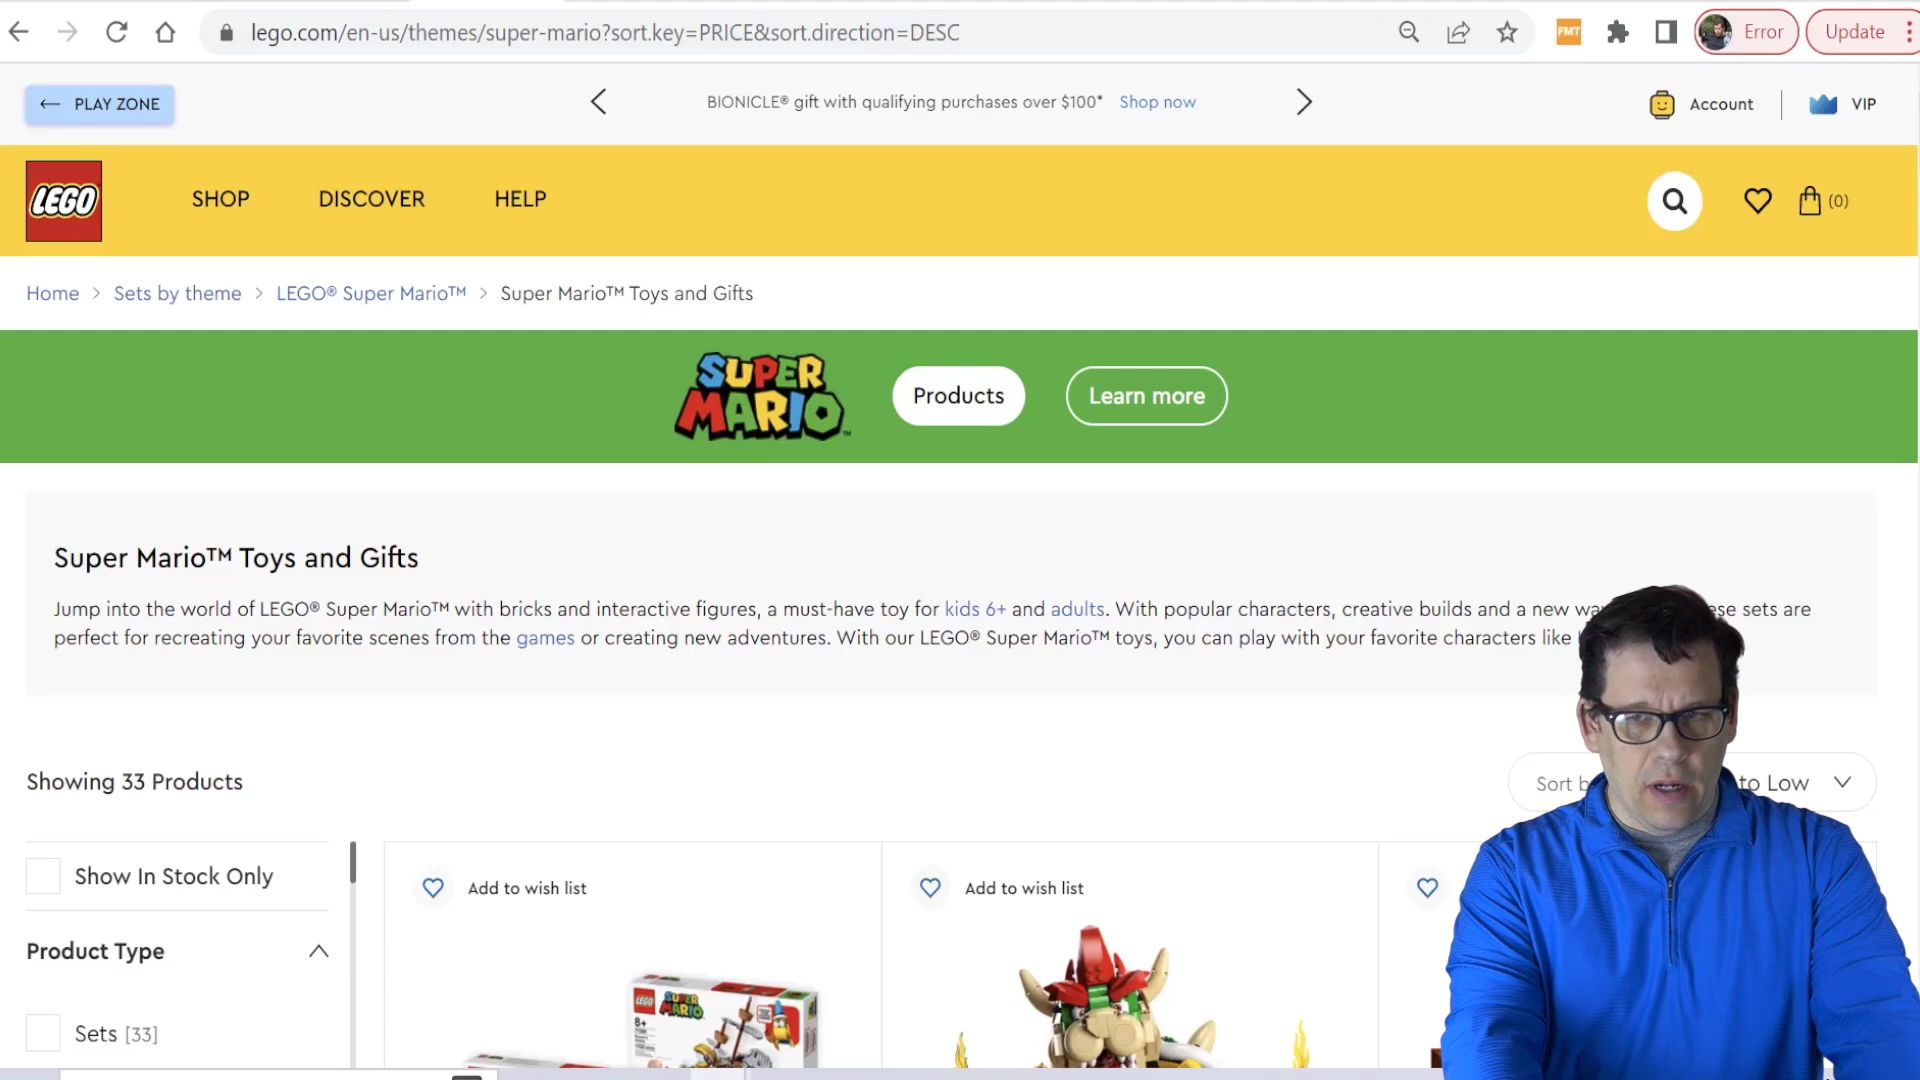 lego.com/en-us/themes/super-mario?sort.key=PRICE&sort.direction=DESC
FMT
Error
Update
PLAY ZONE
BIONICLE® gift with qualifying purchases over $100* Shop now
Account
VIP
LEGO
SHOP
DISCOVER
HELP
(0)
Home > Sets by theme > LEGO® Super Mario™ > Super Mario™ Toys and Gifts
SUPER
MARIO™
Products
Learn more
Super Mario™ Toys and Gifts
Jump into the world of LEGO® Super Mario™ with bricks and interactive figures, a must-have toy for kids 6+ and adults. With popular characters, creative builds and a new sets are
perfect for recreating your favorite scenes from the games or creating new adventures. With our LEGO® Super Mario™ toys, you can play with your favorite characters like
Showing 33 Products
Sort to Low
Show In Stock Only
Add to wish list
Add to wish list
Product Type
LEGO SUPER MARIO
8+
Sets [33]